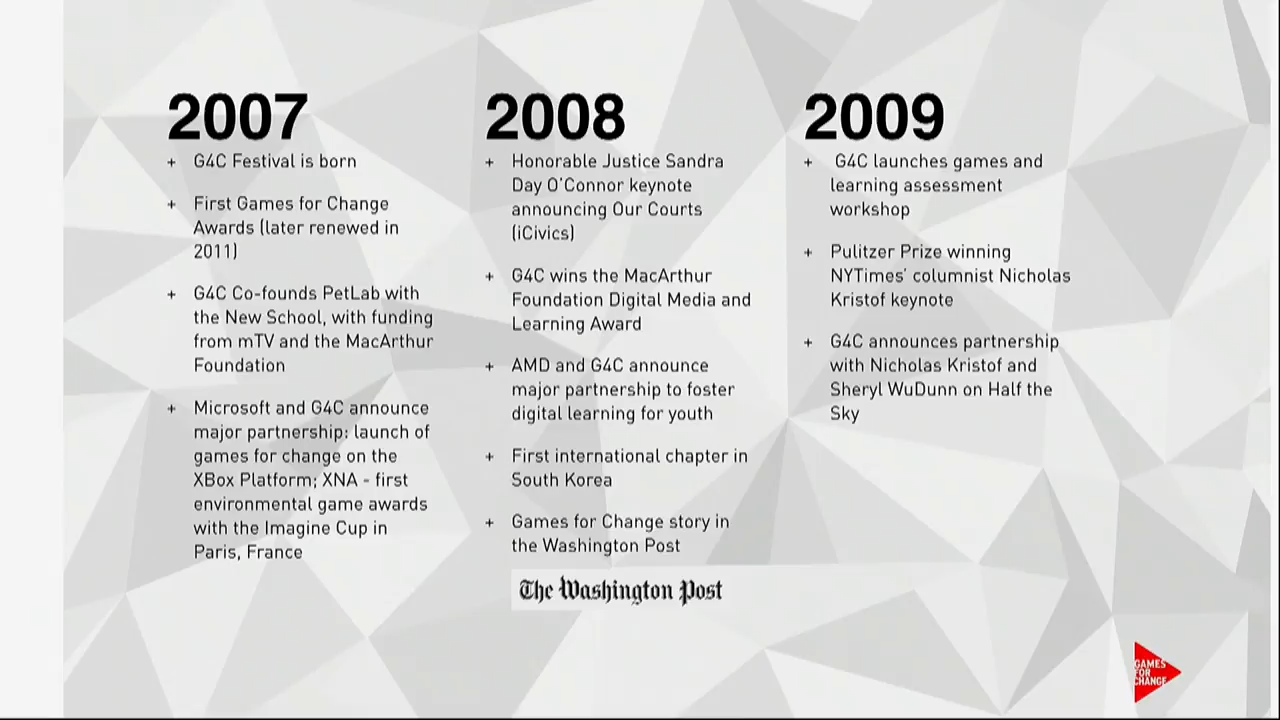 2007
+ G4C Festival is born
+ First Games for Change
Awards (later renewed in
2011)
+ G4C Co-founds PetLab with
the New School, with funding
from mTV and the MacArthur
Foundation
+ Microsoft and G4C announce
major partnership: launch of
games for change on the
XBox Platform; XNA - first
environmental game awards
with the Imagine Cup in
Paris, France
2008
+ Honorable Justice Sandra
Day O'Connor keynote
announcing Our Courts
(iCivics)
+ G4C wins the MacArthur
Foundation Digital Media and
Learning Award
+ AMD and G4C announce
major partnership to foster
digital learning for youth
+ First international chapter in
South Korea
+ Games for Change story in
the Washington Post
The Washington Post
2009
+ G4C launches games and
learning assessment
workshop
+ Pulitzer Prize winning
NYTimes' columnist Nicholas
Kristof keynote
+ G4C announces partnership
with Nicholas Kristof and
Sheryl WuDunn on Half the
Sky
GAMES
FOR
CHANGE